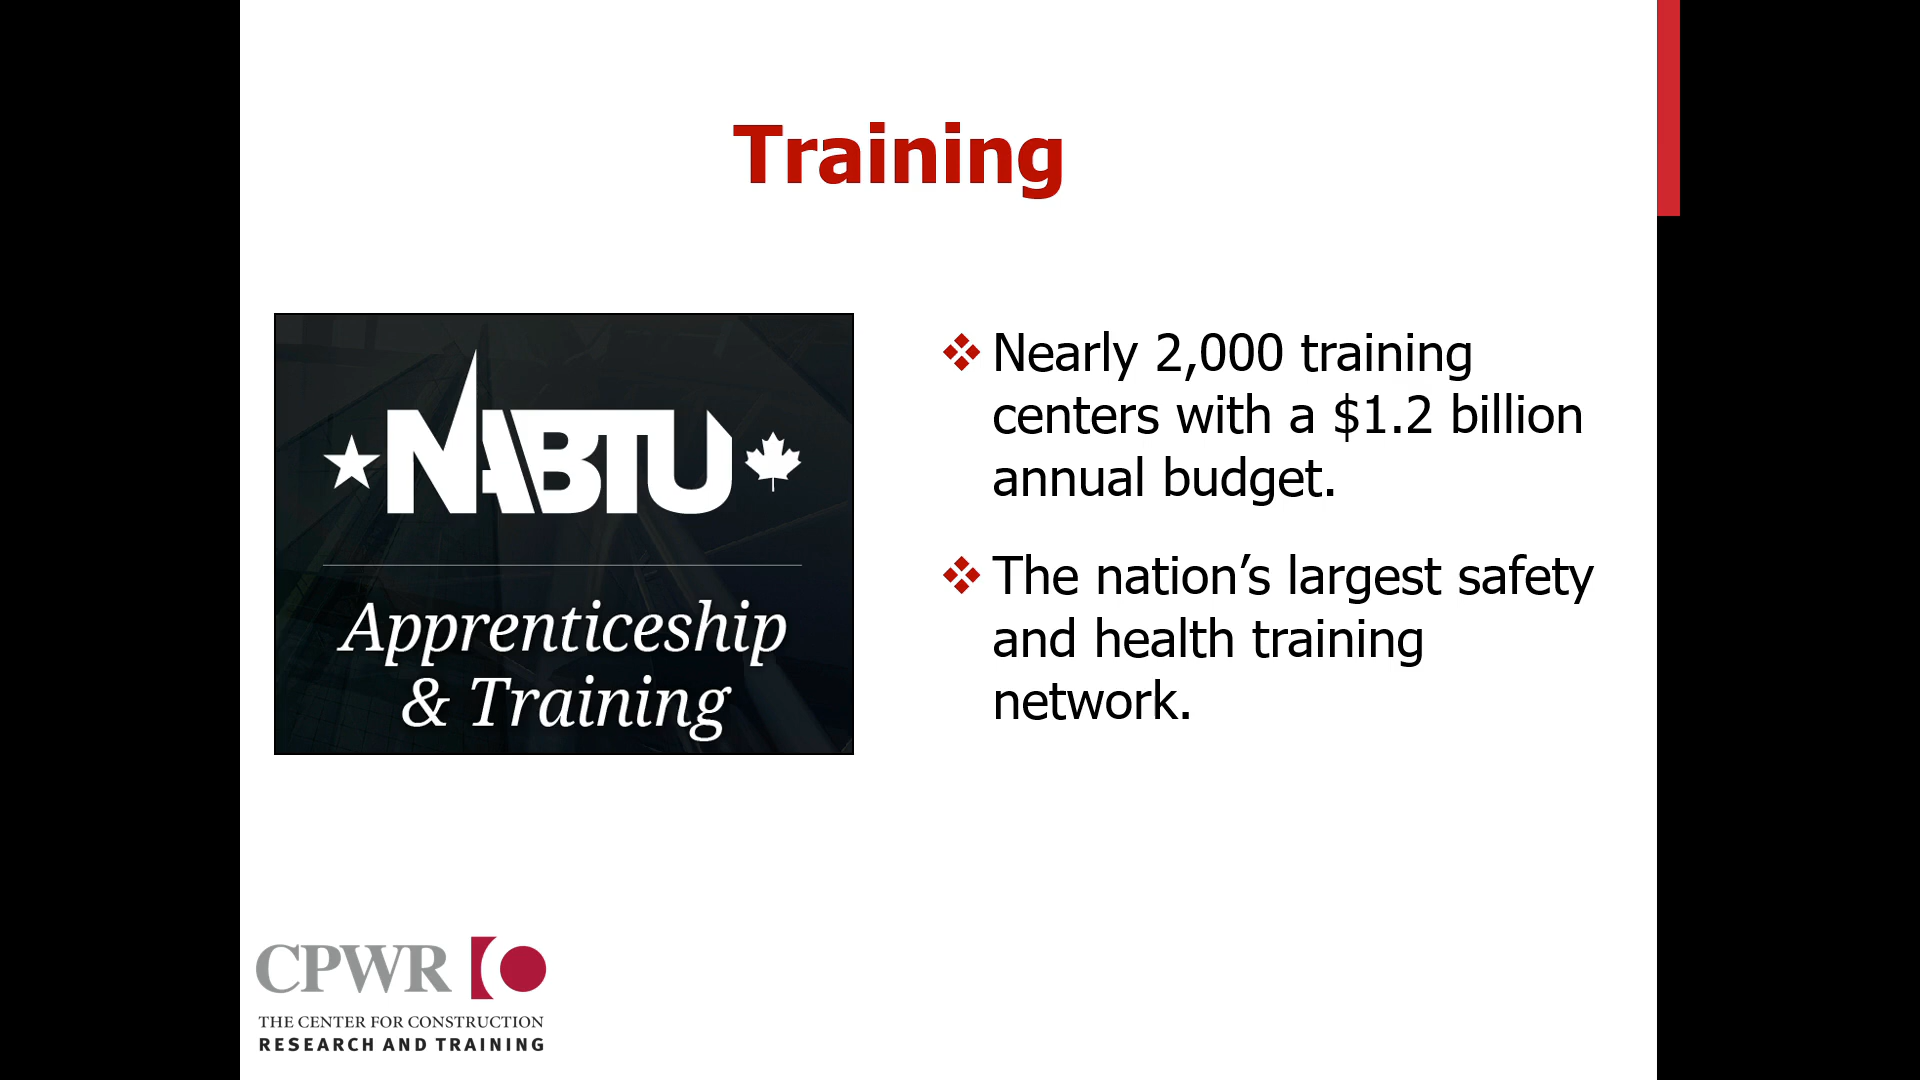 Training
NABTU
Apprenticeship
& Training
❖ Nearly 2,000 training
centers with a $1.2 billion
annual budget.
❖ The nation’s largest safety
and health training
network.
CPWR
THE CENTER FOR CONSTRUCTION
RESEARCH AND TRAINING